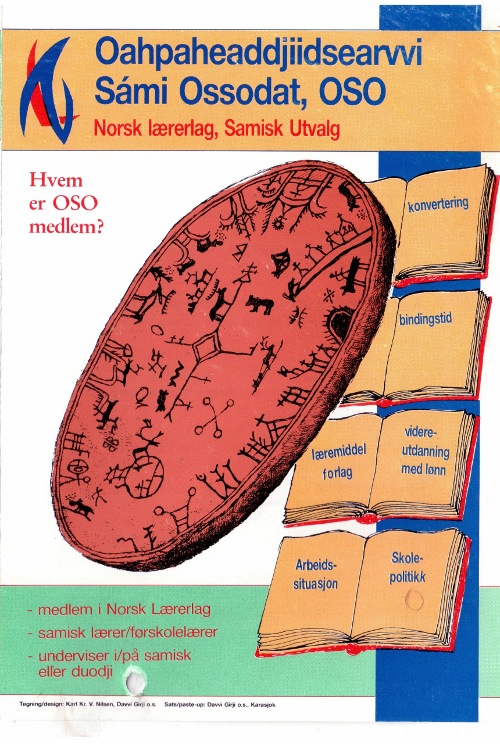 Oahpaheaddjiidsearvvi
Sámi Ossodat, OSO
Norsk lærerlag, Samisk Utvalg
Hvem
er OSO
medlem?
konvertering
bindingstid
læremiddel
forlag
videre-
utdanning
med lønn
Arbeids-
situasjon
Skole-
politikk
- medlem i Norsk Lærerlag
- samisk lærer/førskolelærer
- underviser i/på samisk
eller duodji
Tegning/design: Karl Kr. V. Nilsen, Davvi Girji o.s. Sats/paste-up: Davvi Girji o.s., Karasjok